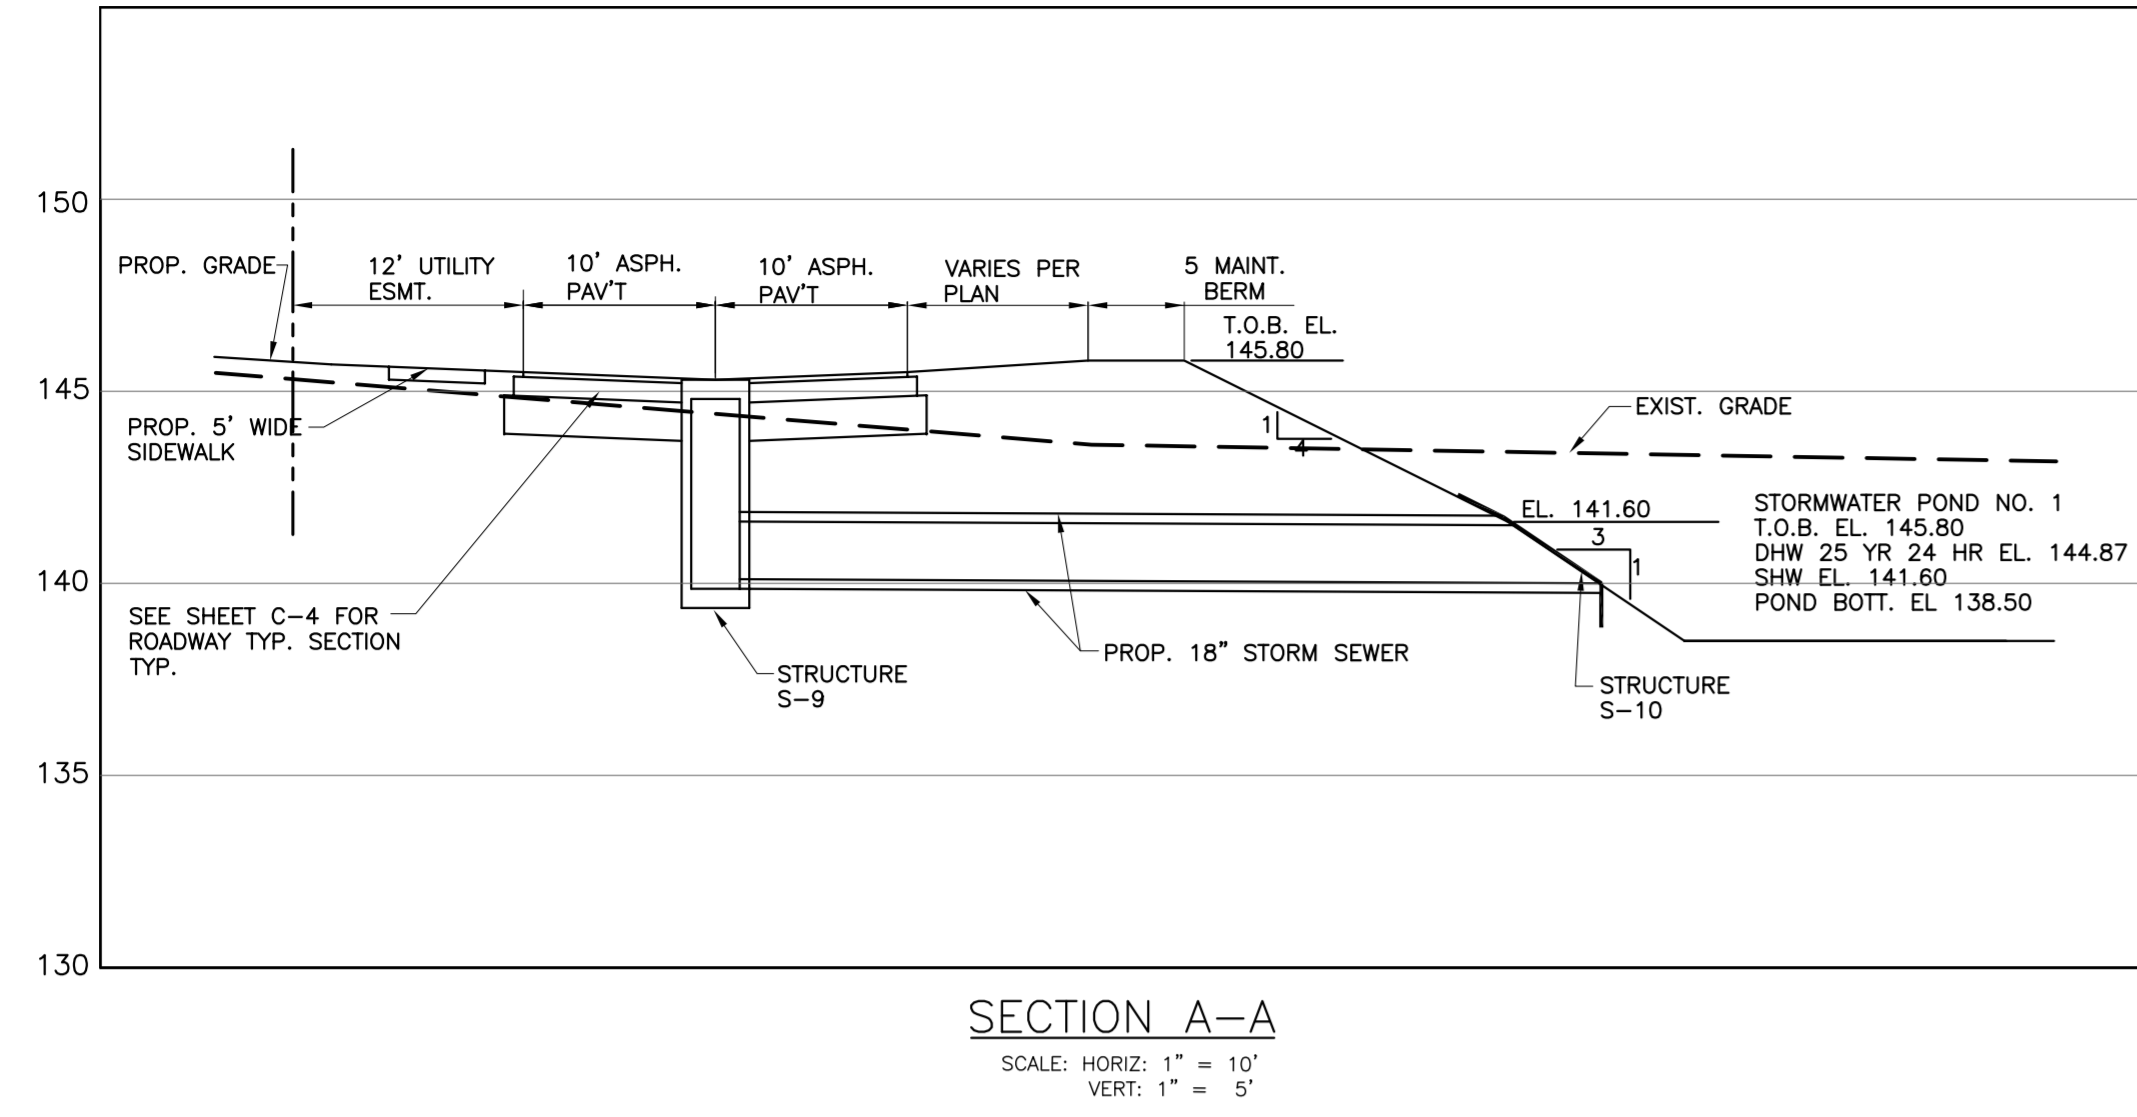 150
PROP. GRADE
12' UTILITY
ESMT.
10' ASPH.
PAV'T
10' ASPH.
PAV'T
VARIES PER
PLAN
5 MAINT.
BERM
T.O.B. EL.
145.80
145
PROP. 5' WIDE
SIDEWALK
1
4
EXIST. GRADE
EL. 141.60
3
1
STORMWATER POND NO. 1
T.O.B. EL. 145.80
DHW 25 YR 24 HR EL. 144.87
SHW EL. 141.60
POND BOTT. EL 138.50
140
SEE SHEET C-4 FOR
ROADWAY TYP. SECTION
TYP.
STRUCTURE
S-9
PROP. 18" STORM SEWER
STRUCTURE
S-10
135
130
SECTION A-A
SCALE: HORIZ: 1" = 10'
VERT: 1" = 5'